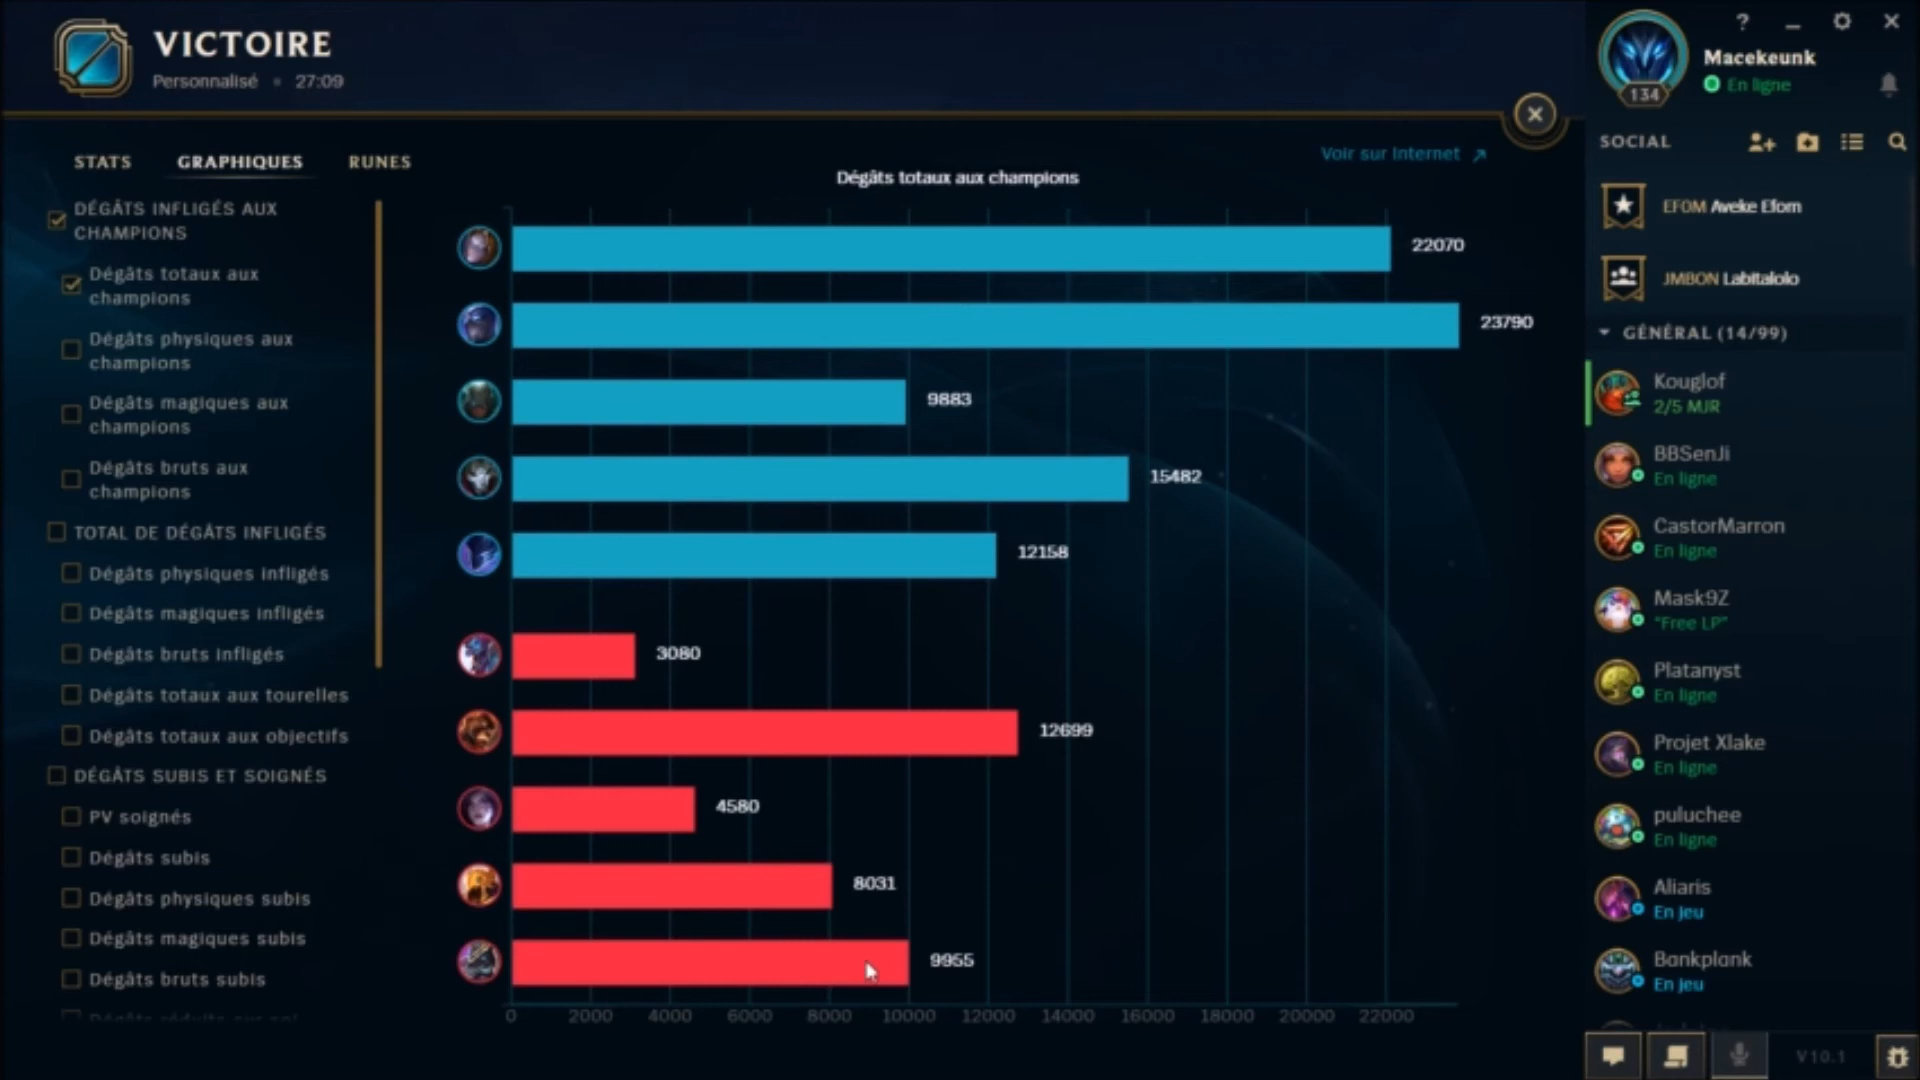 VICTOIRE
Personnalisé • 27:09
STATS GRAPHIQUES RUNES
DÉGÂTS INFLIGÉS AUX
CHAMPIONS
Dégâts totaux aux
champions
Dégâts physiques aux
champions
Dégâts magiques aux
champions
Dégâts bruts aux
champions
TOTAL DE DÉGÂTS INFLIGÉS
Dégâts physiques infligés
Dégâts magiques infligés
Dégâts bruts infligés
Dégâts totaux aux tourelles
Dégâts totaux aux objectifs
DÉGÂTS SUBIS ET SOIGNÉS
PV soignés
Dégâts subis
Dégâts physiques subis
Dégâts magiques subis
Dégâts bruts subis
Voir sur Internet
Dégâts totaux aux champions
22070
23790
9883
15482
12158
3080
12699
4580
8031
9955
0 2000 4000 6000 8000 10000 12000 14000 16000 18000 20000 22000
?
134
Macekeunk
En ligne
SOCIAL
EFOM Aveke Efom
JMBON Labitalolo
GÉNÉRAL (14/99)
Kouglof
2/5 MJR
BBSenJi
En ligne
CastorMarron
En ligne
Mask9Z
"Free LP"
Platanyst
En ligne
Projet Xlake
En ligne
puluchee
En ligne
Aliaris
En jeu
Bankplank
En jeu
V10.1